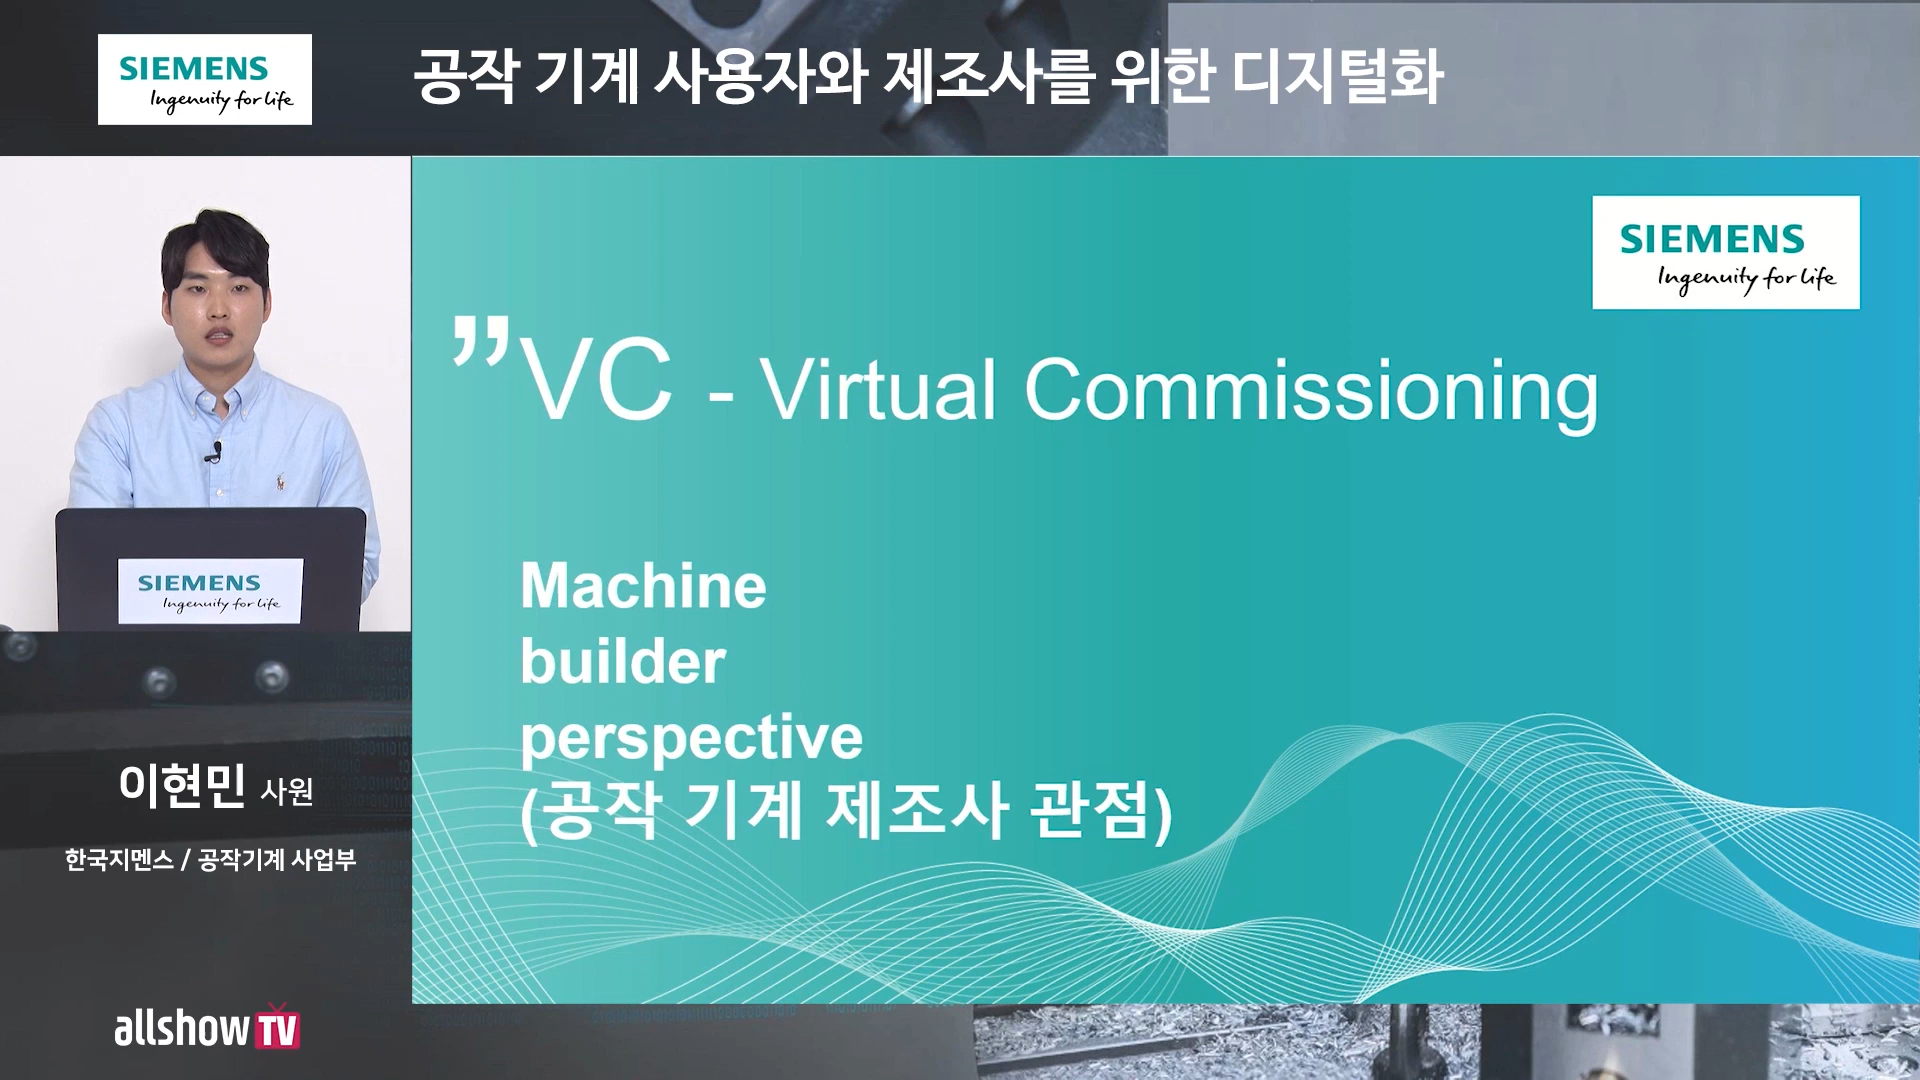 SIEMENS
Ingenuity for life
공작 기계 사용자와 제조사를 위한 디지털화
SIEMENS
Ingenuity for life
”VC - Virtual Commissioning
Machine
builder
perspective
(공작 기계 제조사 관점)
SIEMENS
Ingenuity for life
이현민 사원
한국지멘스 / 공작기계 사업부
allshow TV